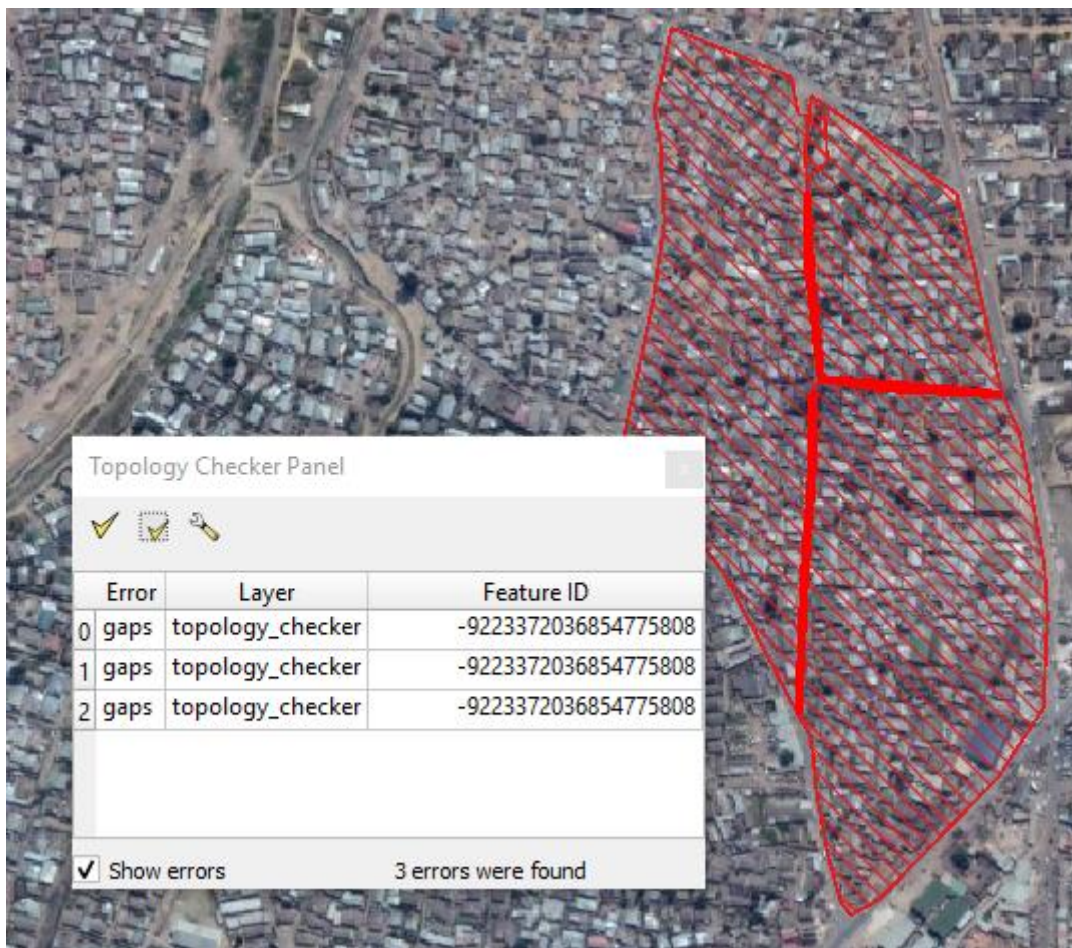 Topology Checker Panel
Error Layer Feature ID
0 gaps topology_checker -9223372036854775808
1 gaps topology_checker -9223372036854775808
2 gaps topology_checker -9223372036854775808
Show errors 3 errors were found